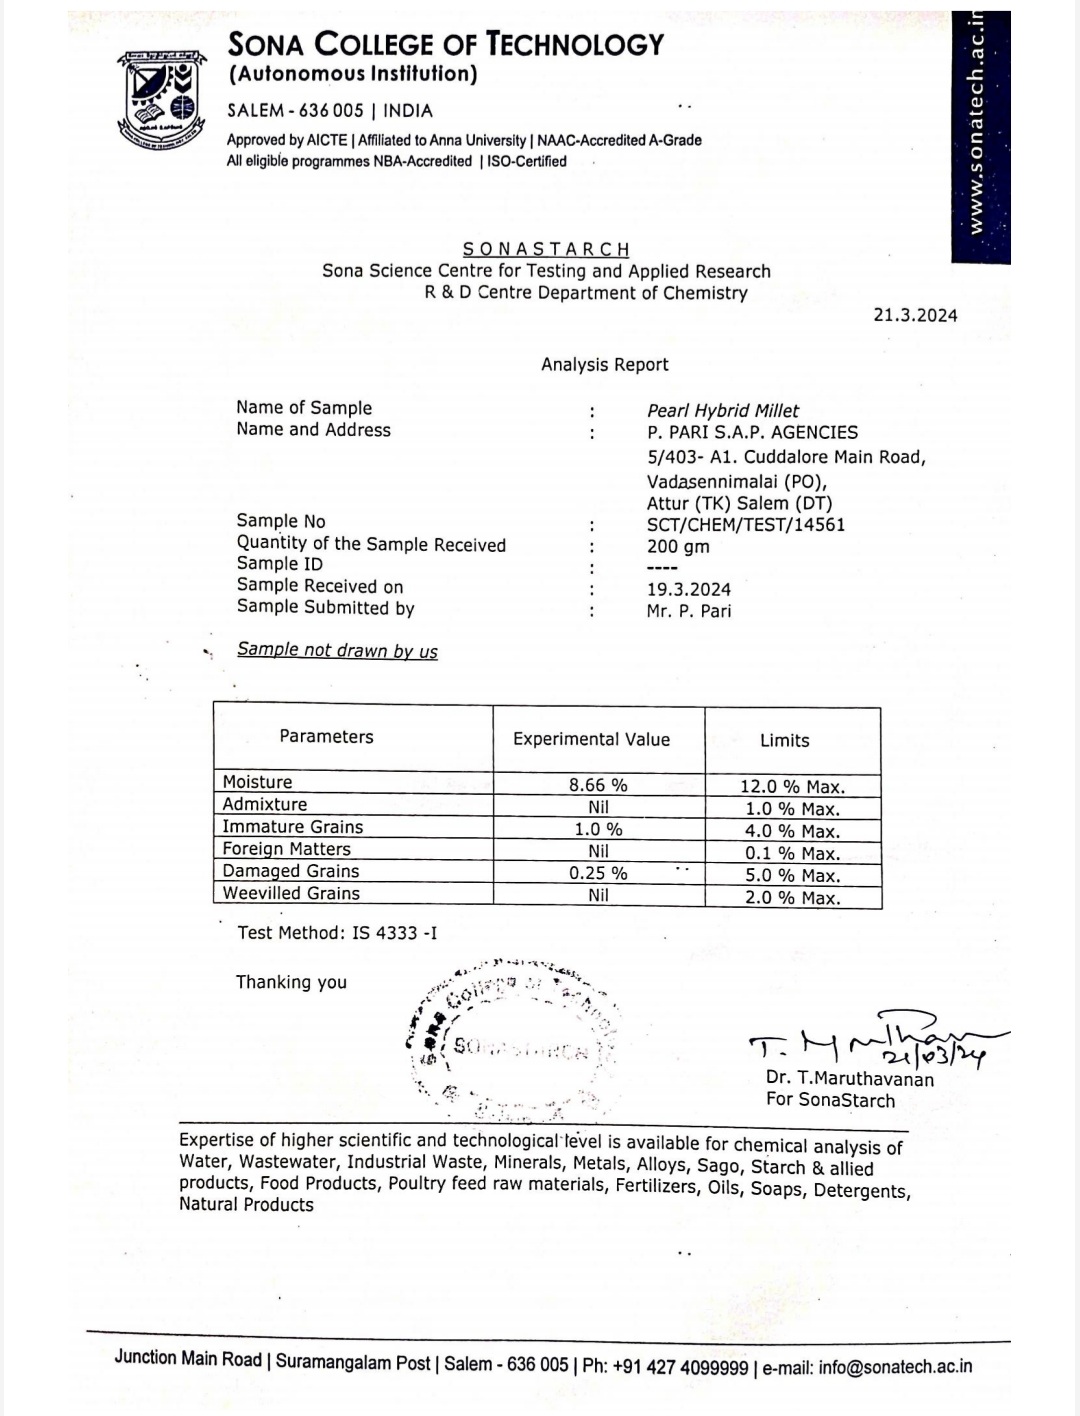 SONA COLLEGE OF TECHNOLOGY
(Autonomous Institution)
SALEM - 636 005 | INDIA
Approved by AICTE | Affiliated to Anna University | NAAC-Accredited A-Grade
All eligible programmes NBA-Accredited | ISO-Certified
www.sonatech.ac.in
SONASTARCH
Sona Science Centre for Testing and Applied Research
R & D Centre Department of Chemistry
21.3.2024
Analysis Report
Name of Sample : Pearl Hybrid Millet
Name and Address : P. PARI S.A.P. AGENCIES
5/403- A1. Cuddalore Main Road,
Vadasennimalai (PO),
Attur (TK) Salem (DT)
Sample No : SCT/CHEM/TEST/14561
Quantity of the Sample Received : 200 gm
Sample ID : ----
Sample Received on : 19.3.2024
Sample Submitted by : Mr. P. Pari
Sample not drawn by us
Parameters Experimental Value Limits
Moisture 8.66 % 12.0 % Max.
Admixture Nil 1.0 % Max.
Immature Grains 1.0 % 4.0 % Max.
Foreign Matters Nil 0.1 % Max.
Damaged Grains 0.25 % 5.0 % Max.
Weevilled Grains Nil 2.0 % Max.
Test Method: IS 4333 -I
Thanking you
Sona College of Technology
SONASTARCH
21/03/24
Dr. T.Maruthavanan
For SonaStarch
Expertise of higher scientific and technological level is available for chemical analysis of
Water, Wastewater, Industrial Waste, Minerals, Metals, Alloys, Sago, Starch & allied
products, Food Products, Poultry feed raw materials, Fertilizers, Oils, Soaps, Detergents,
Natural Products
Junction Main Road | Suramangalam Post | Salem - 636 005 | Ph: +91 427 4099999 | e-mail: info@sonatech.ac.in